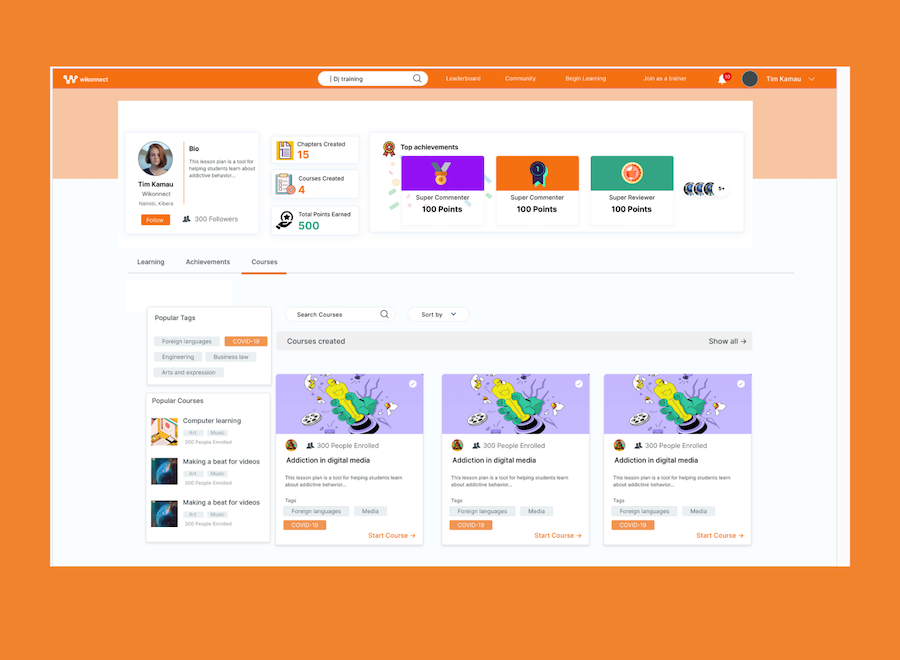 wikonnect
Dj training
Leaderboard
Community
Begin Learning
Join as a trainer
10
Tim Kamau
Bio
This lesson plan is a tool for
helping students learn about
addictive behavior...
Tim Kamau
Wikonnect
Nairobi, Kibera
Follow
300 Followers
Chapters Created
15
Courses Created
4
Total Points Earned
500
Top achievements
Super Commenter
100 Points
1
Super Commenter
100 Points
Super Reviewer
100 Points
5+
Learning
Achievements
Courses
Popular Tags
Foreign languages
COVID-19
Engineering
Business law
Arts and expression
Popular Courses
Computer learning
Art
Music
300 People Enrolled
Making a beat for videos
Art
Music
300 People Enrolled
Making a beat for videos
Art
Music
300 People Enrolled
Search Courses
Sort by
Courses created
Show all →
300 People Enrolled
Addiction in digital media
This lesson plan is a tool for helping students learn
about addictive behavior...
Tags
Foreign languages
Media
COVID-19
Start Course →
300 People Enrolled
Addiction in digital media
This lesson plan is a tool for helping students learn
about addictive behavior...
Tags
Foreign languages
Media
COVID-19
Start Course →
300 People Enrolled
Addiction in digital media
This lesson plan is a tool for helping students learn
about addictive behavior...
Tags
Foreign languages
Media
COVID-19
Start Course →